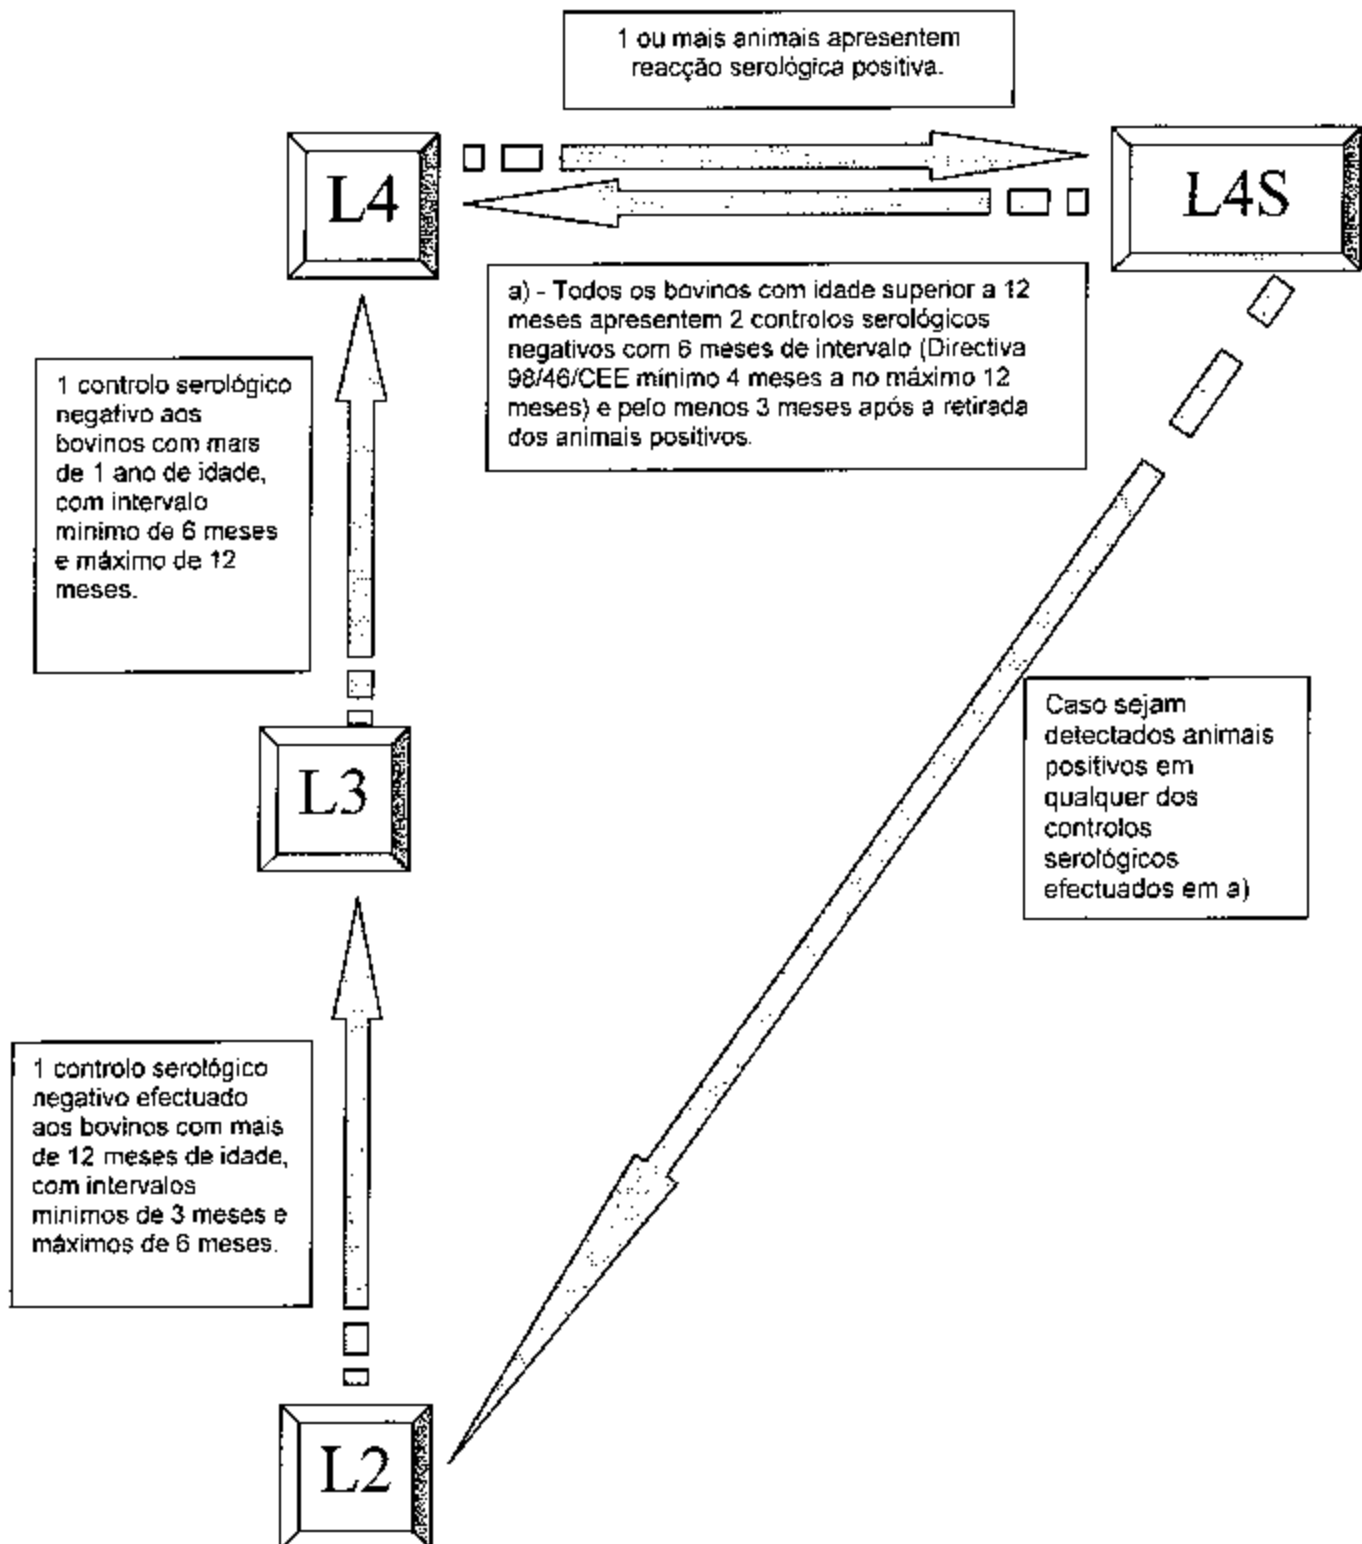 1 ou mais animais apresentem
reacção serológica positiva.
L4
L4S
a) - Todos os bovinos com idade superior a 12
meses apresentem 2 controlos serológicos
negativos com 6 meses de intervalo (Directiva
98/46/CEE mínimo 4 meses a no máximo 12
meses) e pelo menos 3 meses após a retirada
dos animais positivos.
1 controlo serológico
negativo aos
bovinos com mais
de 1 ano de idade,
com intervalo
mínimo de 6 meses
e máximo de 12
meses.
L3
Caso sejam
detectados animais
positivos em
qualquer dos
controlos
serológicos
efectuados em a)
1 controlo serológico
negativo efectuado
aos bovinos com mais
de 12 meses de idade,
com intervalos
mínimos de 3 meses e
máximos de 6 meses.
L2